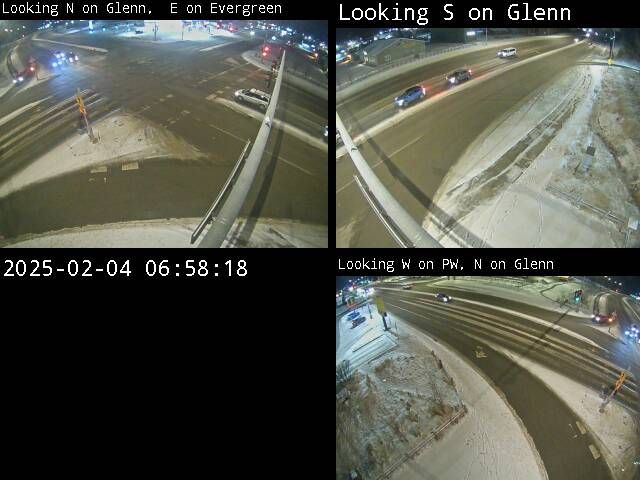 Looking N on Glenn,  E on Evergreen
Looking S on Glenn
2025-02-04 06:58:18
Looking W on PW, N on Glenn